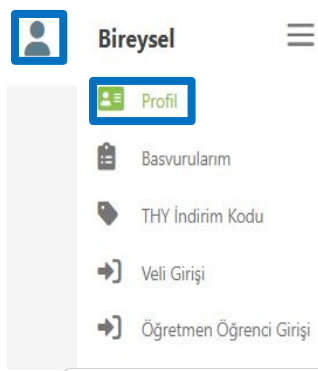 Bireysel
Profil
Basvurularım
THY İndirim Kodu
Veli Girişi
Öğretmen Öğrenci Girişi